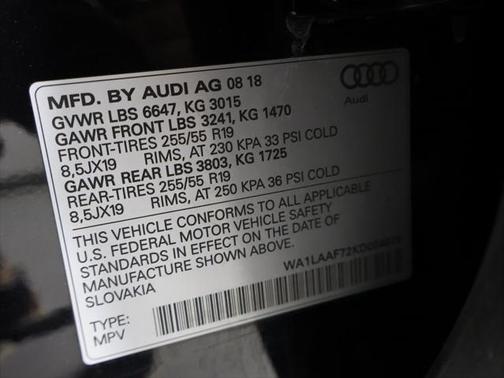 MFD. BY AUDI AG 08 18
GVWR LBS 6647, KG 3015
GAWR FRONT LBS 3241, KG 1470
FRONT-TIRES 255/55 R19
8,5JX19 RIMS, AT 230 KPA 33 PSI COLD
GAWR REAR LBS 3803, KG 1725
REAR-TIRES 255/55 R19
8,5JX19 RIMS, AT 250 KPA 36 PSI COLD
THIS VEHICLE CONFORMS TO ALL APPLICABLE
U.S. FEDERAL MOTOR VEHICLE SAFETY
STANDARDS IN EFFECT ON THE DATE OF
MANUFACTURE SHOWN ABOVE.
SLOVAKIA
TYPE:
MPV
Audi